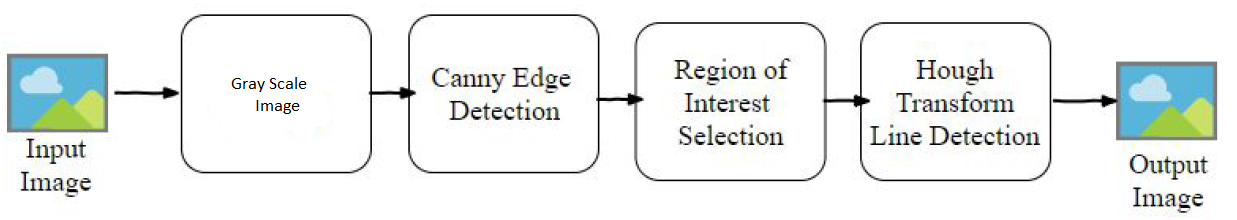 Input
Image
Gray Scale
Image
Canny Edge
Detection
Region of
Interest
Selection
Hough
Transform
Line Detection
Output
Image